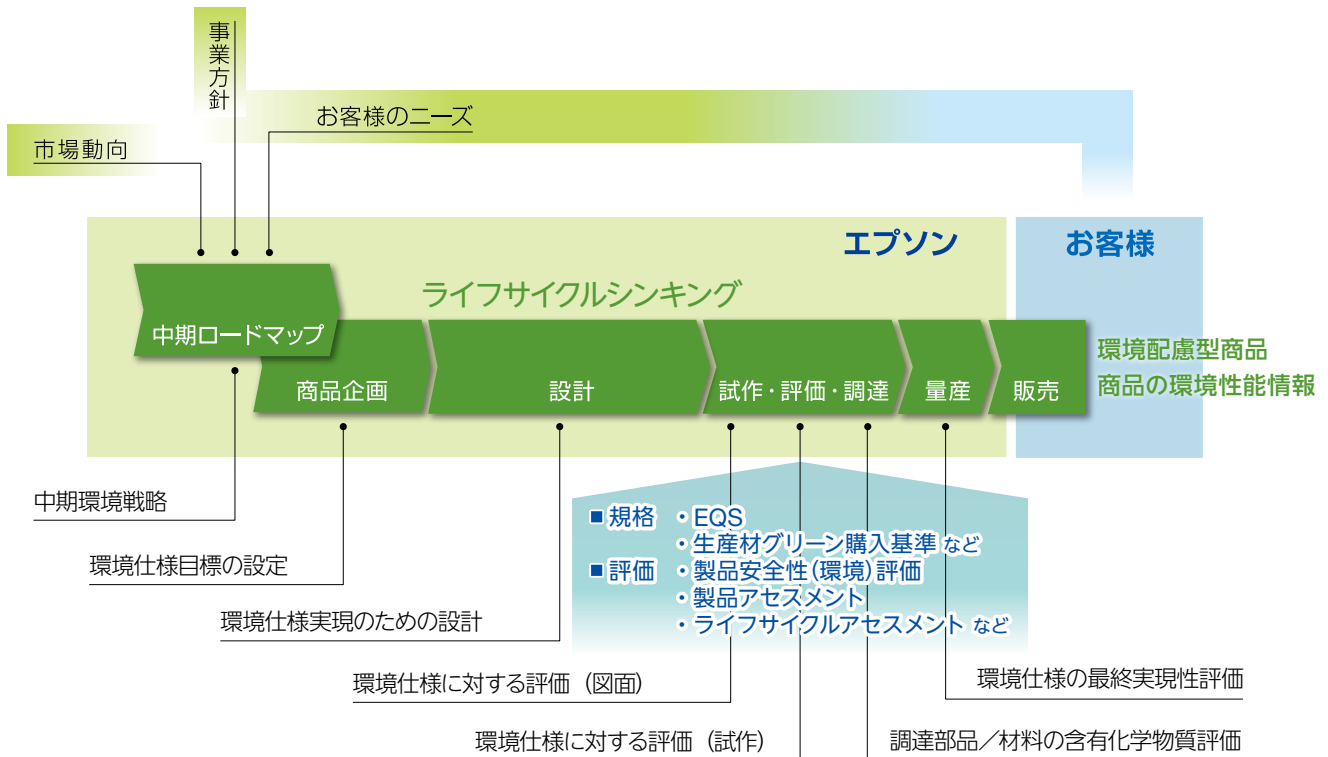 事業方針
お客様のニーズ
市場動向
エプソン
お客様
ライフサイクルシンキング
中期ロードマップ
商品企画
設計
試作・評価・調達
量産
販売
環境配慮型商品
商品の環境性能情報
中期環境戦略
環境仕様目標の設定
環境仕様実現のための設計
■規格 ・EQS
・生産材グリーン購入基準 など
■評価 ・製品安全性(環境)評価
・製品アセスメント
・ライフサイクルアセスメント など
環境仕様に対する評価（図面）
環境仕様の最終実現性評価
環境仕様に対する評価（試作）
調達部品／材料の含有化学物質評価